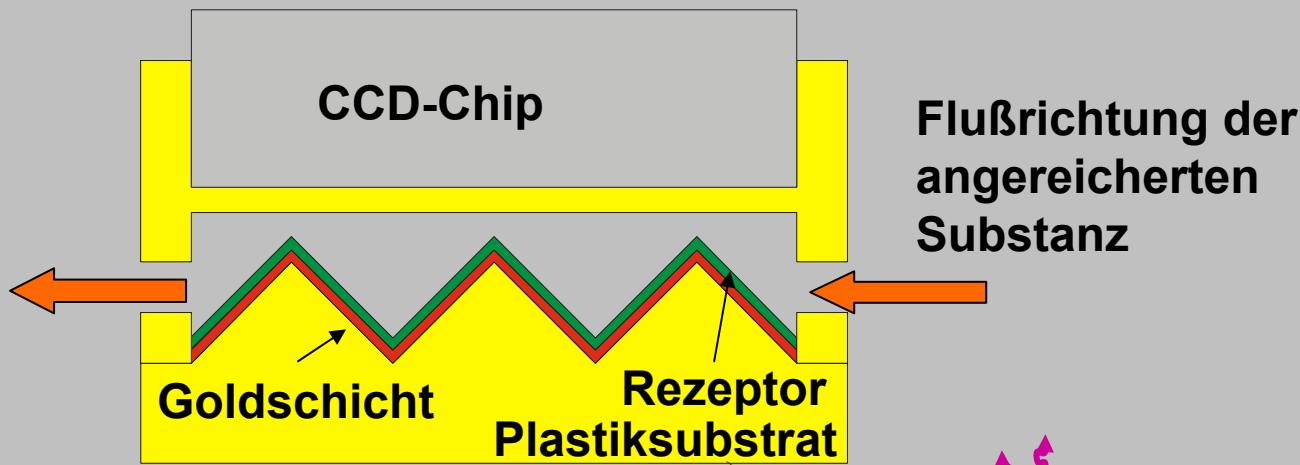 CCD-Chip
Flußrichtung der
angereicherten
Substanz
Goldschicht
Rezeptor
Plastiksubstrat